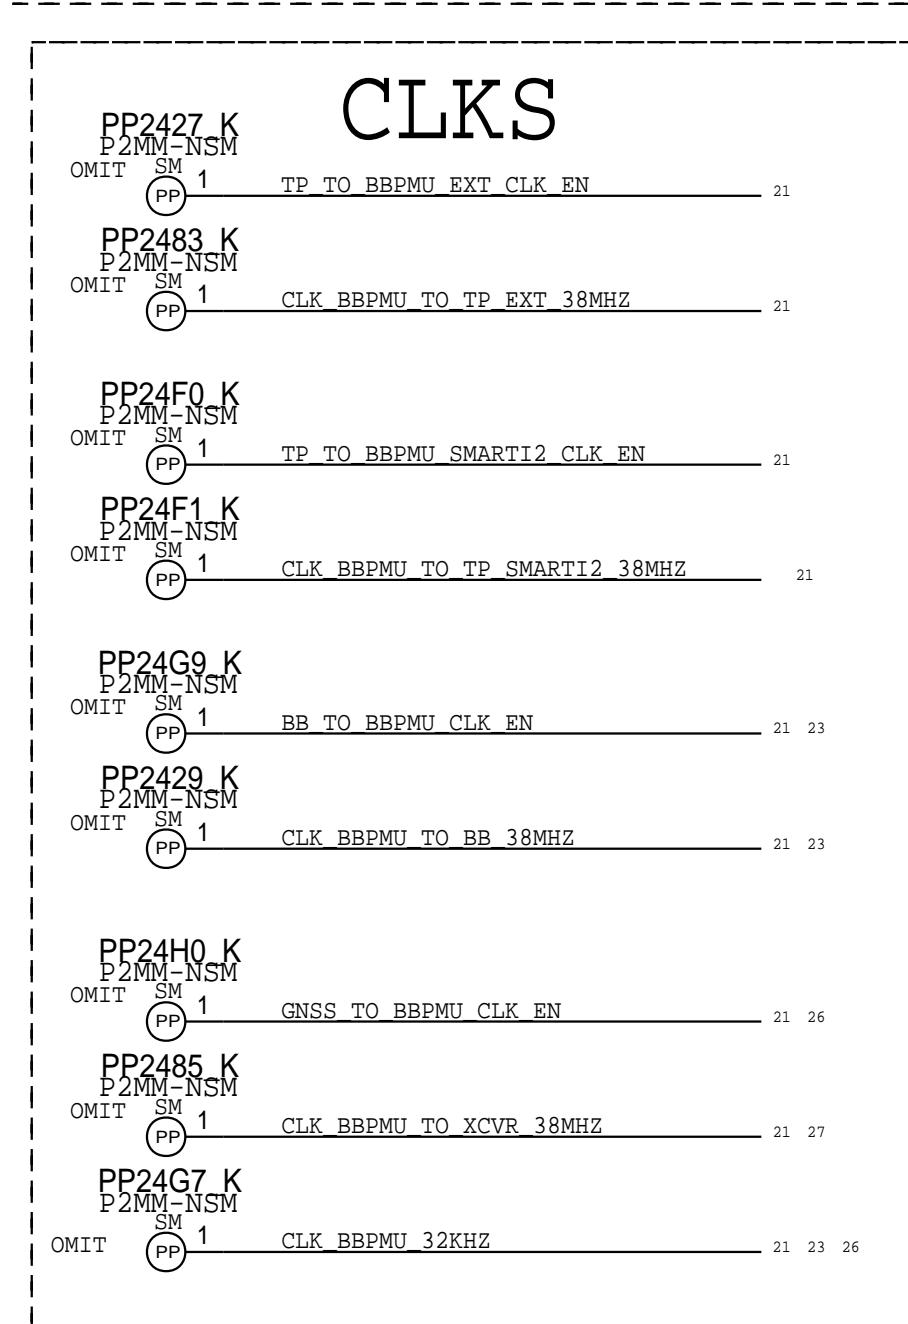 CLKS
PP2427_K
P2MM-NSM
OMIT SM
PP 1 TP_TO_BBPMU_EXT_CLK_EN 21
PP2483_K
P2MM-NSM
OMIT SM
PP 1 CLK_BBPMU_TO_TP_EXT_38MHZ 21
PP24F0_K
P2MM-NSM
OMIT SM
PP 1 TP_TO_BBPMU_SMARTI2_CLK_EN 21
PP24F1_K
P2MM-NSM
OMIT SM
PP 1 CLK_BBPMU_TO_TP_SMARTI2_38MHZ 21
PP24G9_K
P2MM-NSM
OMIT SM
PP 1 BB_TO_BBPMU_CLK_EN 21 23
PP2429_K
P2MM-NSM
OMIT SM
PP 1 CLK_BBPMU_TO_BB_38MHZ 21 23
PP24H0_K
P2MM-NSM
OMIT SM
PP 1 GNSS_TO_BBPMU_CLK_EN 21 26
PP2485_K
P2MM-NSM
OMIT SM
PP 1 CLK_BBPMU_TO_XCVR_38MHZ 21 27
PP24G7_K
P2MM-NSM
SM
OMIT PP 1 CLK_BBPMU_32KHZ 21 23 26